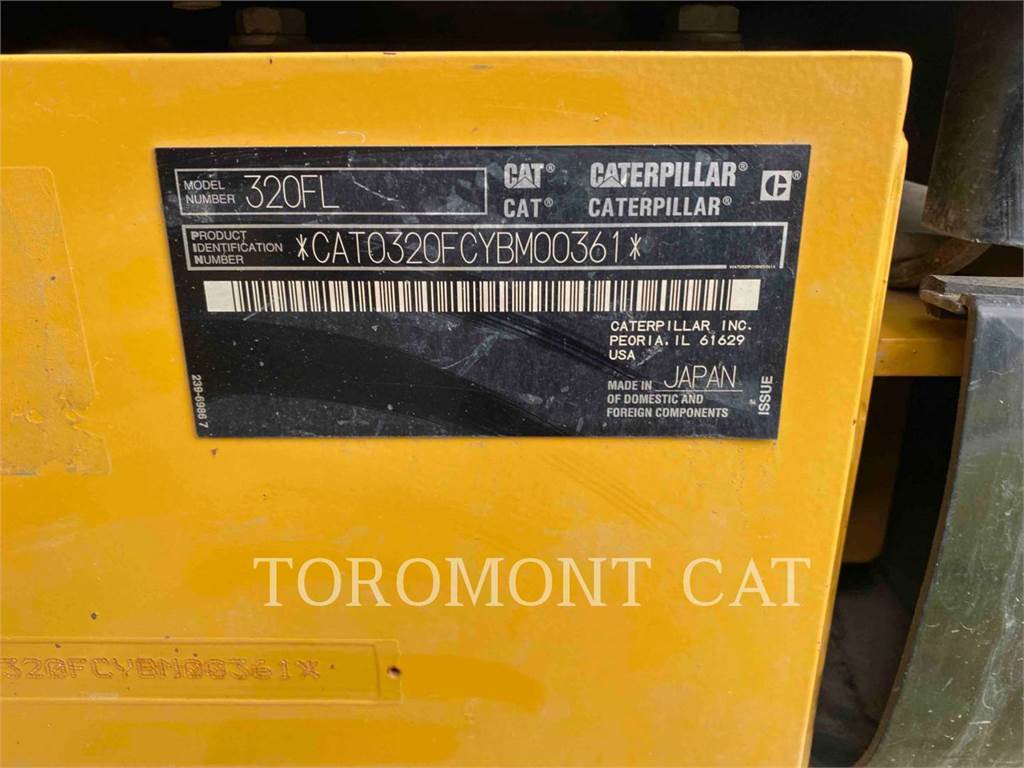 MODEL NUMBER 320FL
CAT® CATERPILLAR® C®
CAT® CATERPILLAR®
PRODUCT IDENTIFICATION NUMBER *CAT0320FCYBM00361*
CATERPILLAR INC.
PEORIA, IL 61629
USA
MADE IN JAPAN
OF DOMESTIC AND
FOREIGN COMPONENTS
ISSUE
239-6986 7
TOROMONT CAT
320FCYBM00361*